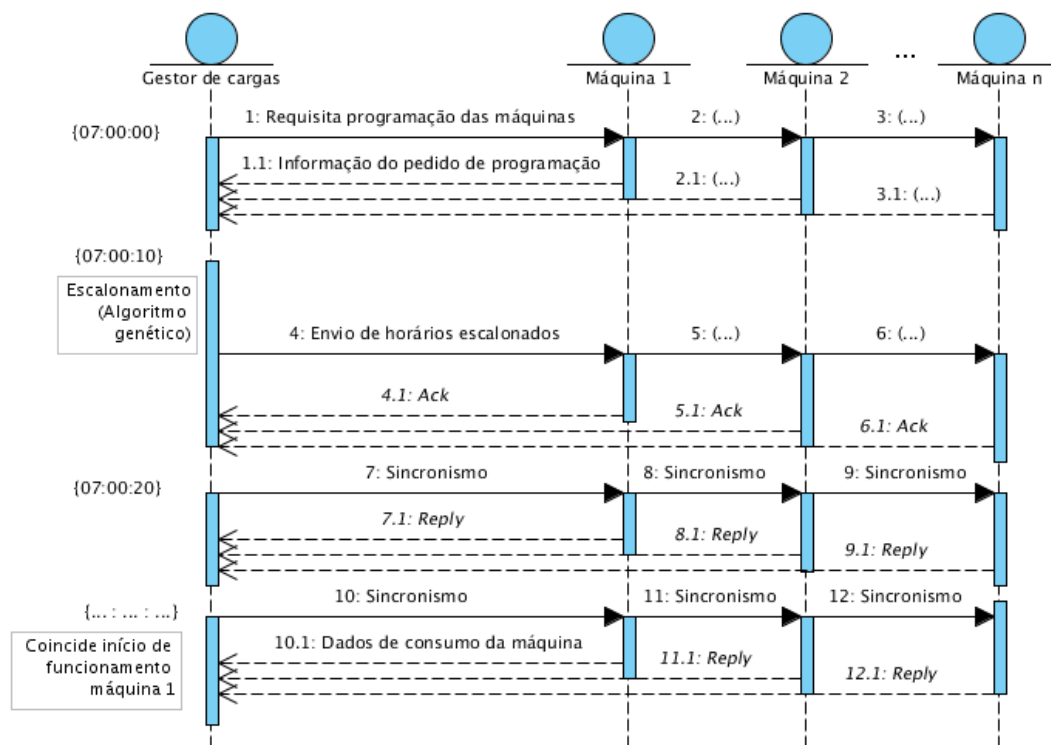 ...
Gestor de cargas
Máquina 1
Máquina 2
Máquina n
{07:00:00}
1: Requisita programação das máquinas
2: (...)
3: (...)
1.1: Informação do pedido de programação
2.1: (...)
3.1: (...)
{07:00:10}
Escalonamento
(Algoritmo
genético)
4: Envio de horários escalonados
5: (...)
6: (...)
4.1: Ack
5.1: Ack
6.1: Ack
{07:00:20}
7: Sincronismo
8: Sincronismo
9: Sincronismo
7.1: Reply
8.1: Reply
9.1: Reply
{... : ... : ...}
10: Sincronismo
11: Sincronismo
12: Sincronismo
Coincide início de
funcionamento
máquina 1
10.1: Dados de consumo da máquina
11.1: Reply
12.1: Reply